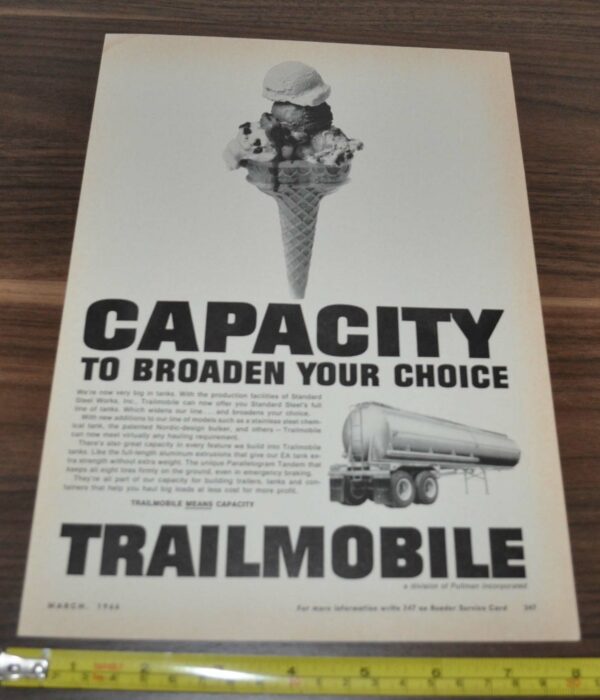 CAPACITY
TO BROADEN YOUR CHOICE
We're now very big in tanks. With the production facilities of Standard
Steel Works, Inc., Trailmobile can now offer you Standard Steel's full
line of tanks. Which widens our line . . . and broadens your choice.
With new additions to our line of models such as a stainless steel chem-
ical tank, the patented Nordic-design bulker, and others — Trailmobile
can now meet virtually any hauling requirement.
There's also great capacity in every feature we build into Trailmobile
tanks. Like the full-length aluminum extrusions that give our EA tank ex-
tra strength without extra weight. The unique Parallelogram Tandem that
keeps all eight tires firmly on the ground, even in emergency braking.
They're all part of our capacity for building trailers, tanks and con-
tainers that help you haul big loads at less cost for more profit.
TRAILMOBILE MEANS CAPACITY
TRAILMOBILE
a division of Pullman incorporated
MARCH, 1966
For more information write 347 on Reader Service Card 347
1 2 3 4 5 6 7 8